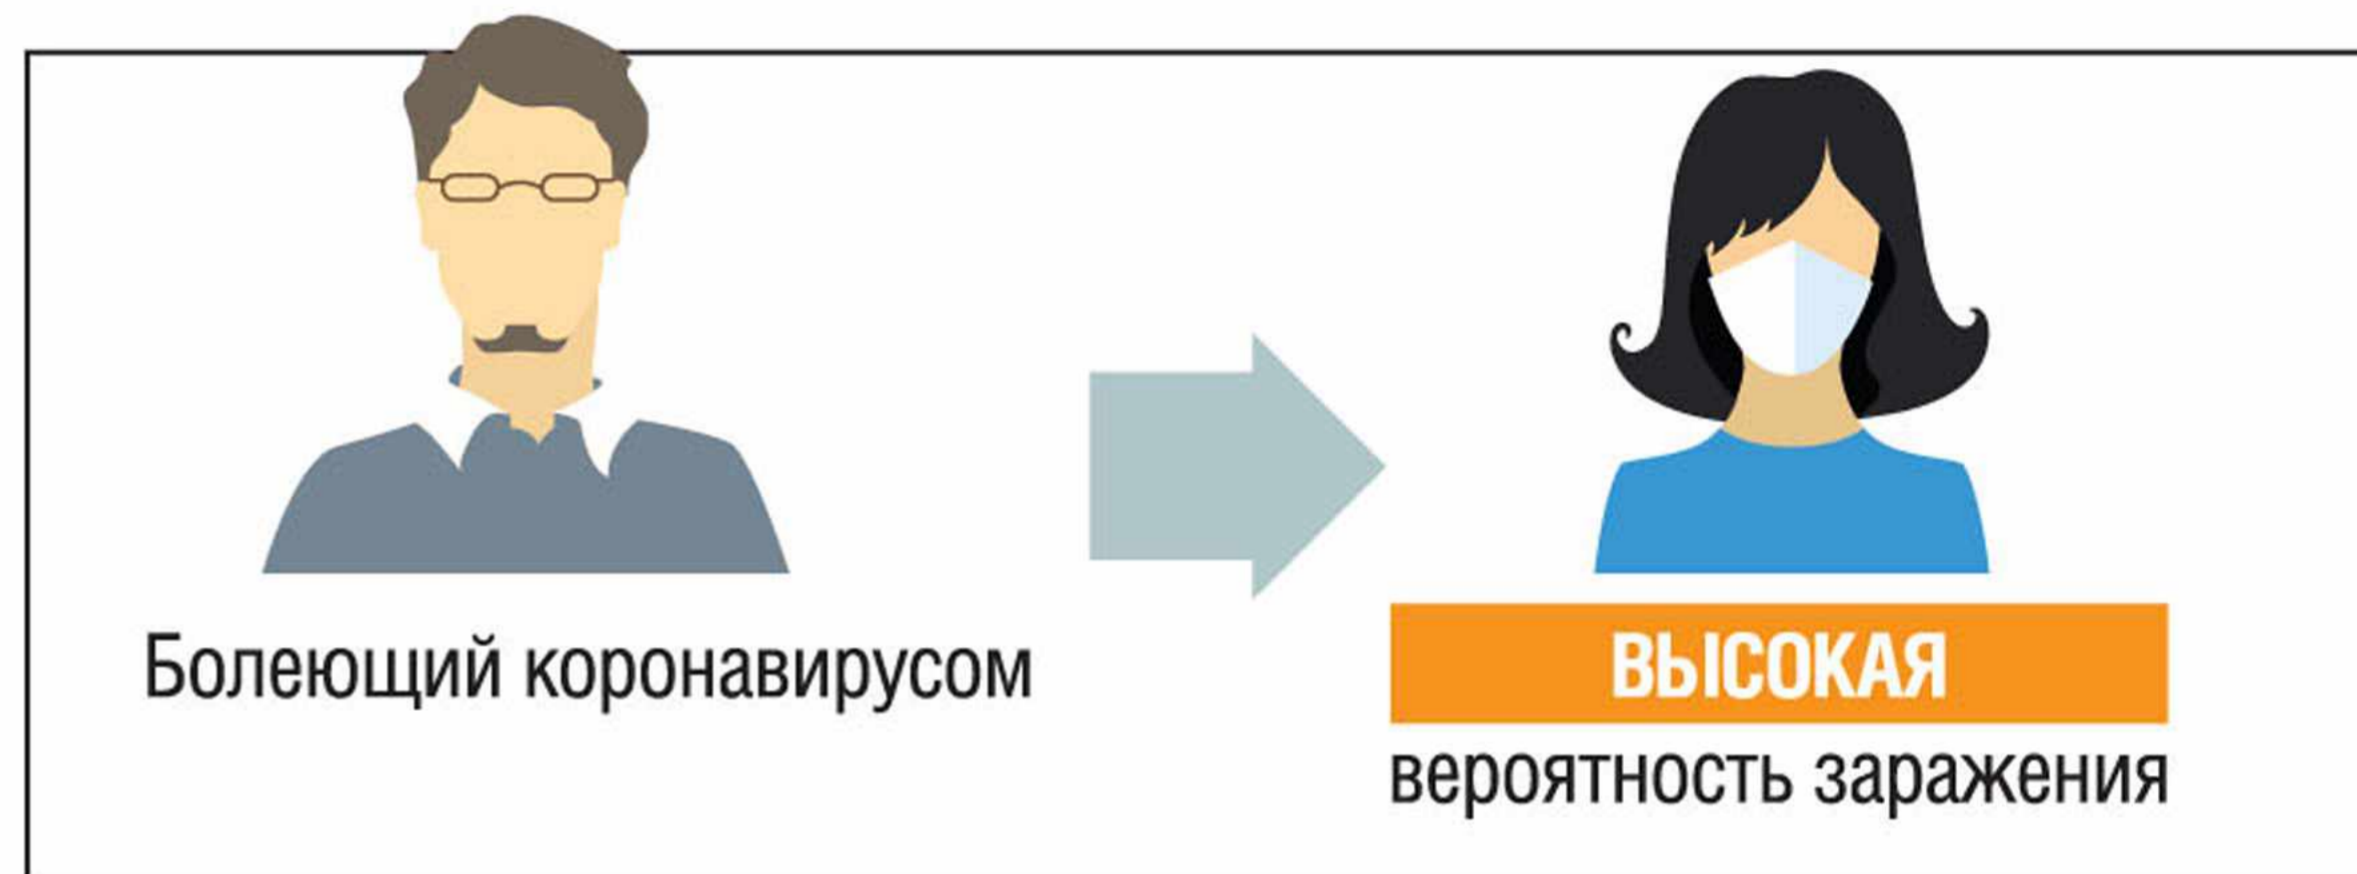 Болеющий коронавирусом
ВЫСОКАЯ
вероятность заражения